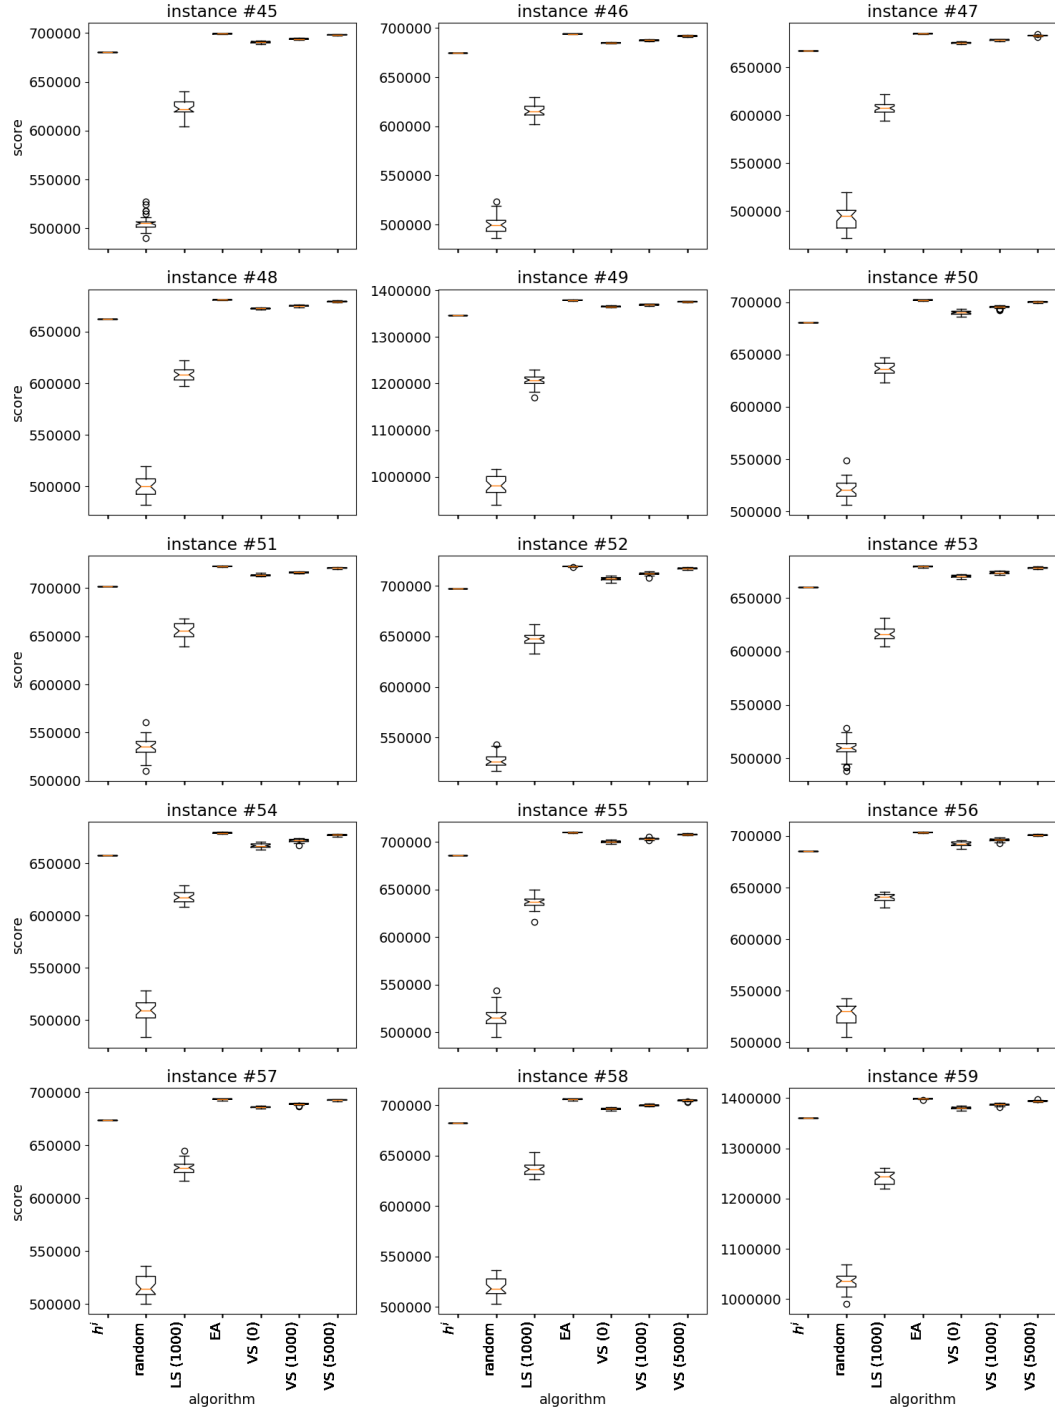 instance #45
instance #46
instance #47
score
700000
650000
600000
550000
500000
700000
650000
600000
550000
500000
650000
600000
550000
500000
instance #48
instance #49
instance #50
score
650000
600000
550000
500000
1400000
1300000
1200000
1100000
1000000
700000
650000
600000
550000
500000
instance #51
instance #52
instance #53
score
700000
650000
600000
550000
500000
700000
650000
600000
550000
650000
600000
550000
500000
instance #54
instance #55
instance #56
score
650000
600000
550000
500000
700000
650000
600000
550000
500000
700000
650000
600000
550000
500000
instance #57
instance #58
instance #59
score
700000
650000
600000
550000
500000
700000
650000
600000
550000
500000
1400000
1300000
1200000
1100000
1000000
hⁱ
random
LS (1000)
EA
VS (0)
VS (1000)
VS (5000)
hⁱ
random
LS (1000)
EA
VS (0)
VS (1000)
VS (5000)
hⁱ
random
LS (1000)
EA
VS (0)
VS (1000)
VS (5000)
algorithm
algorithm
algorithm